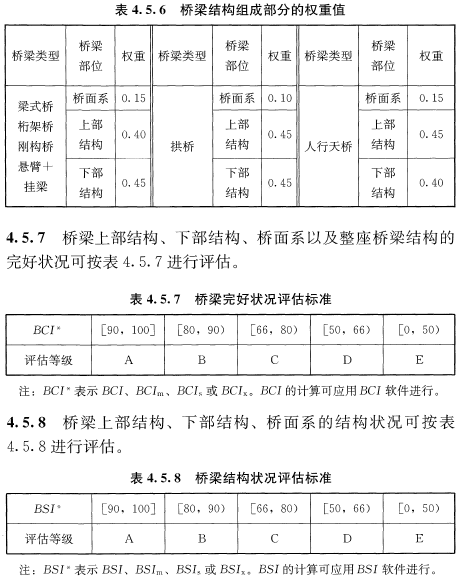 表 4.5.6 桥梁结构组成部分的权重值
桥梁类型 桥梁部位 权重 桥梁类型 桥梁部位 权重 桥梁类型 桥梁部位 权重
梁式桥 桁架桥 刚构桥 悬臂＋挂梁 桥面系 0.15 拱桥 桥面系 0.10 人行天桥 桥面系 0.15
上部结构 0.40 上部结构 0.45 上部结构 0.45
下部结构 0.45 下部结构 0.45 下部结构 0.40
4.5.7 桥梁上部结构、下部结构、桥面系以及整座桥梁结构的
完好状况可按表 4.5.7 进行评估。
表 4.5.7 桥梁完好状况评估标准
BCI* [90，100] [80，90) [66，80) [50，66) [0，50)
评估等级 A B C D E
注：BCI* 表示 BCI、BCIm、BCIs 或 BCIx。BCI 的计算可应用 BCI 软件进行。
4.5.8 桥梁上部结构、下部结构、桥面系的结构状况可按表
4.5.8 进行评估。
表 4.5.8 桥梁结构状况评估标准
BSI* [90，100] [80，90) [66，80) [50，66) [0，50)
评估等级 A B C D E
注：BSI* 表示 BSI、BSIm、BSIs 或 BSIx。BSI 的计算可应用 BSI 软件进行。